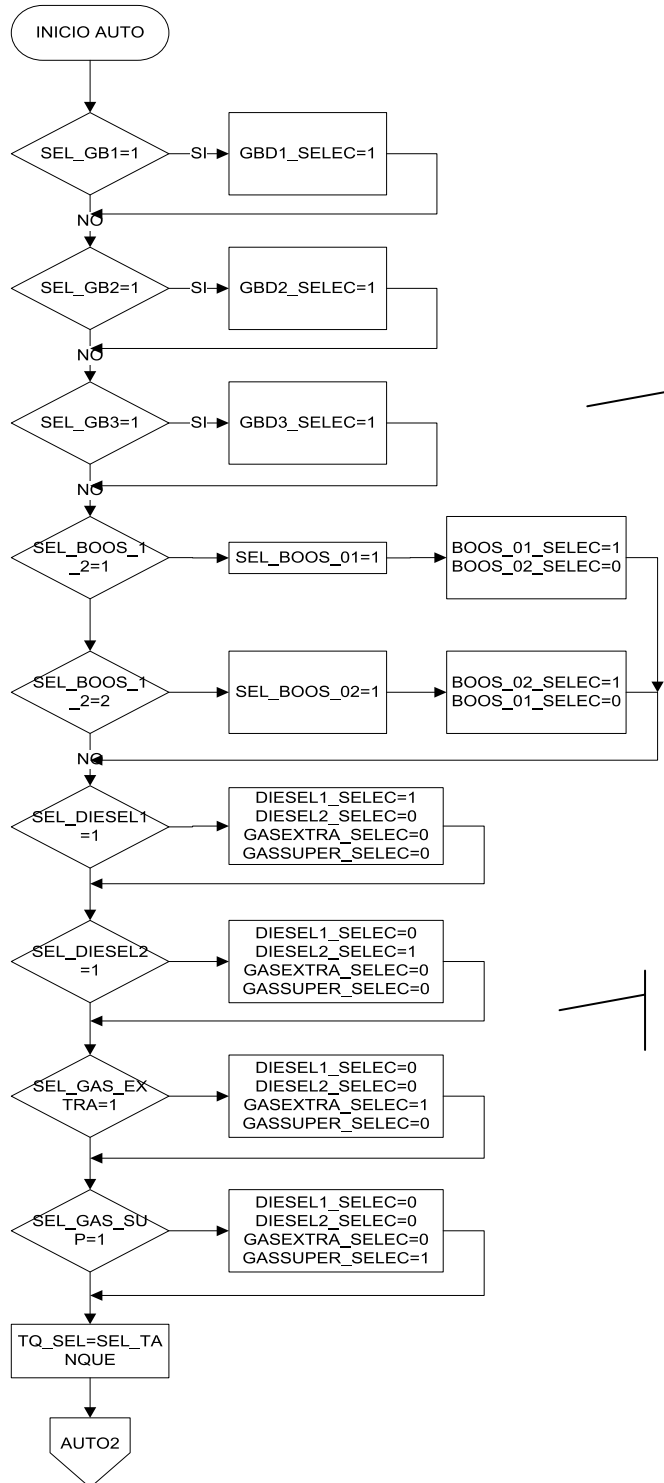 INICIO AUTO
SEL_GB1=1
SI
GBD1_SELEC=1
NO
SEL_GB2=1
SI
GBD2_SELEC=1
NO
SEL_GB3=1
SI
GBD3_SELEC=1
NO
SEL_BOOS_1
_2=1
SEL_BOOS_01=1
BOOS_01_SELEC=1
BOOS_02_SELEC=0
SEL_BOOS_1
_2=2
SEL_BOOS_02=1
BOOS_02_SELEC=1
BOOS_01_SELEC=0
NO
SEL_DIESEL1
=1
DIESEL1_SELEC=1
DIESEL2_SELEC=0
GASEXTRA_SELEC=0
GASSUPER_SELEC=0
SEL_DIESEL2
=1
DIESEL1_SELEC=0
DIESEL2_SELEC=1
GASEXTRA_SELEC=0
GASSUPER_SELEC=0
SEL_GAS_EX
TRA=1
DIESEL1_SELEC=0
DIESEL2_SELEC=0
GASEXTRA_SELEC=1
GASSUPER_SELEC=0
SEL_GAS_SU
P=1
DIESEL1_SELEC=0
DIESEL2_SELEC=0
GASEXTRA_SELEC=0
GASSUPER_SELEC=1
TQ_SEL=SEL_TA
NQUE
AUTO2